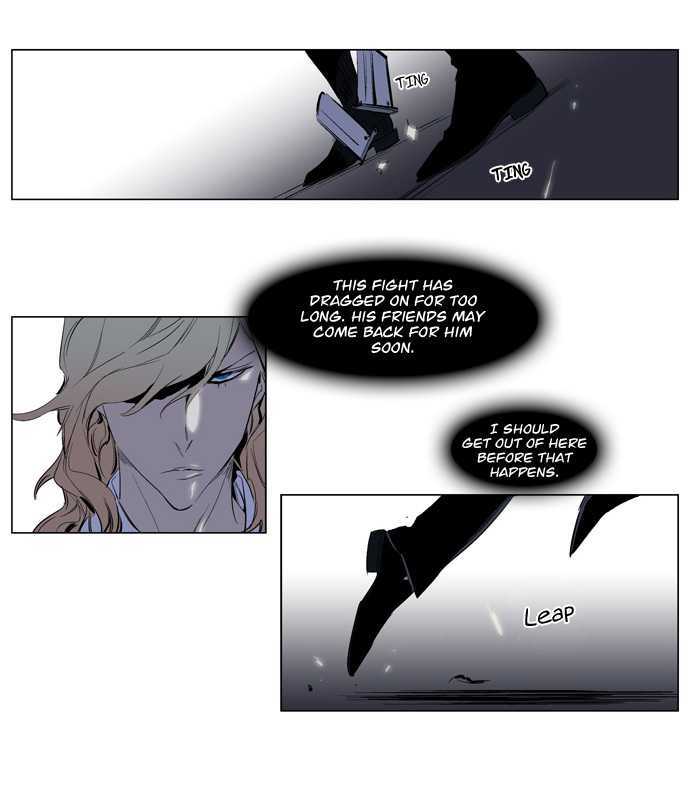 TING
TING
THIS FIGHT HAS
DRAGGED ON FOR TOO
LONG. HIS FRIENDS MAY
COME BACK FOR HIM
SOON.
I SHOULD
GET OUT OF HERE
BEFORE THAT
HAPPENS.
Leap